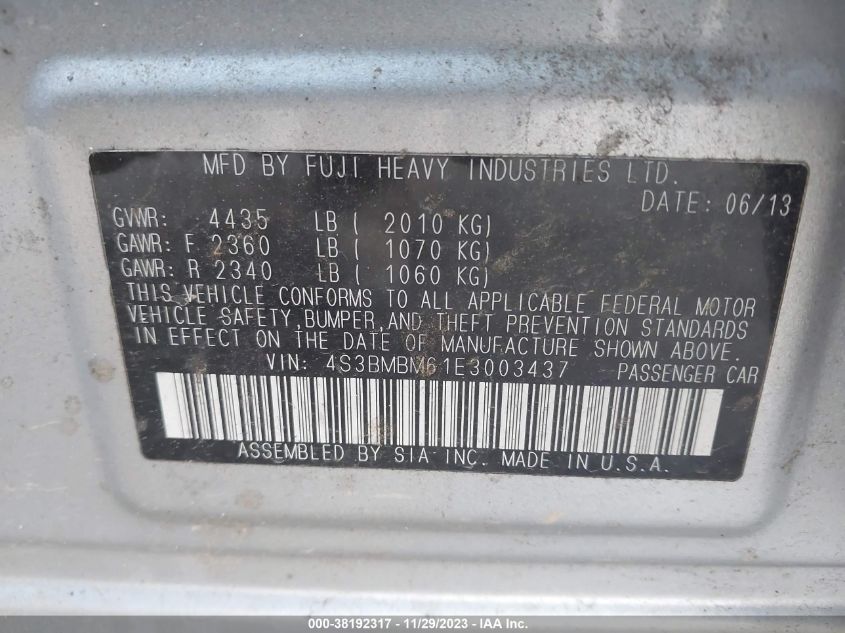 MFD BY FUJI HEAVY INDUSTRIES LTD.
DATE: 06/13
GVWR: 4435 LB ( 2010 KG)
GAWR: F 2360 LB ( 1070 KG)
GAWR: R 2340 LB ( 1060 KG)
THIS VEHICLE CONFORMS TO ALL APPLICABLE FEDERAL MOTOR
VEHICLE SAFETY,BUMPER,AND THEFT PREVENTION STANDARDS
IN EFFECT ON THE DATE OF MANUFACTURE SHOWN ABOVE.
VIN: 4S3BMBM61E3003437 PASSENGER CAR
ASSEMBLED BY SIA INC. MADE IN U.S.A.
000-38192317 - 11/29/2023 - © IAA Inc.